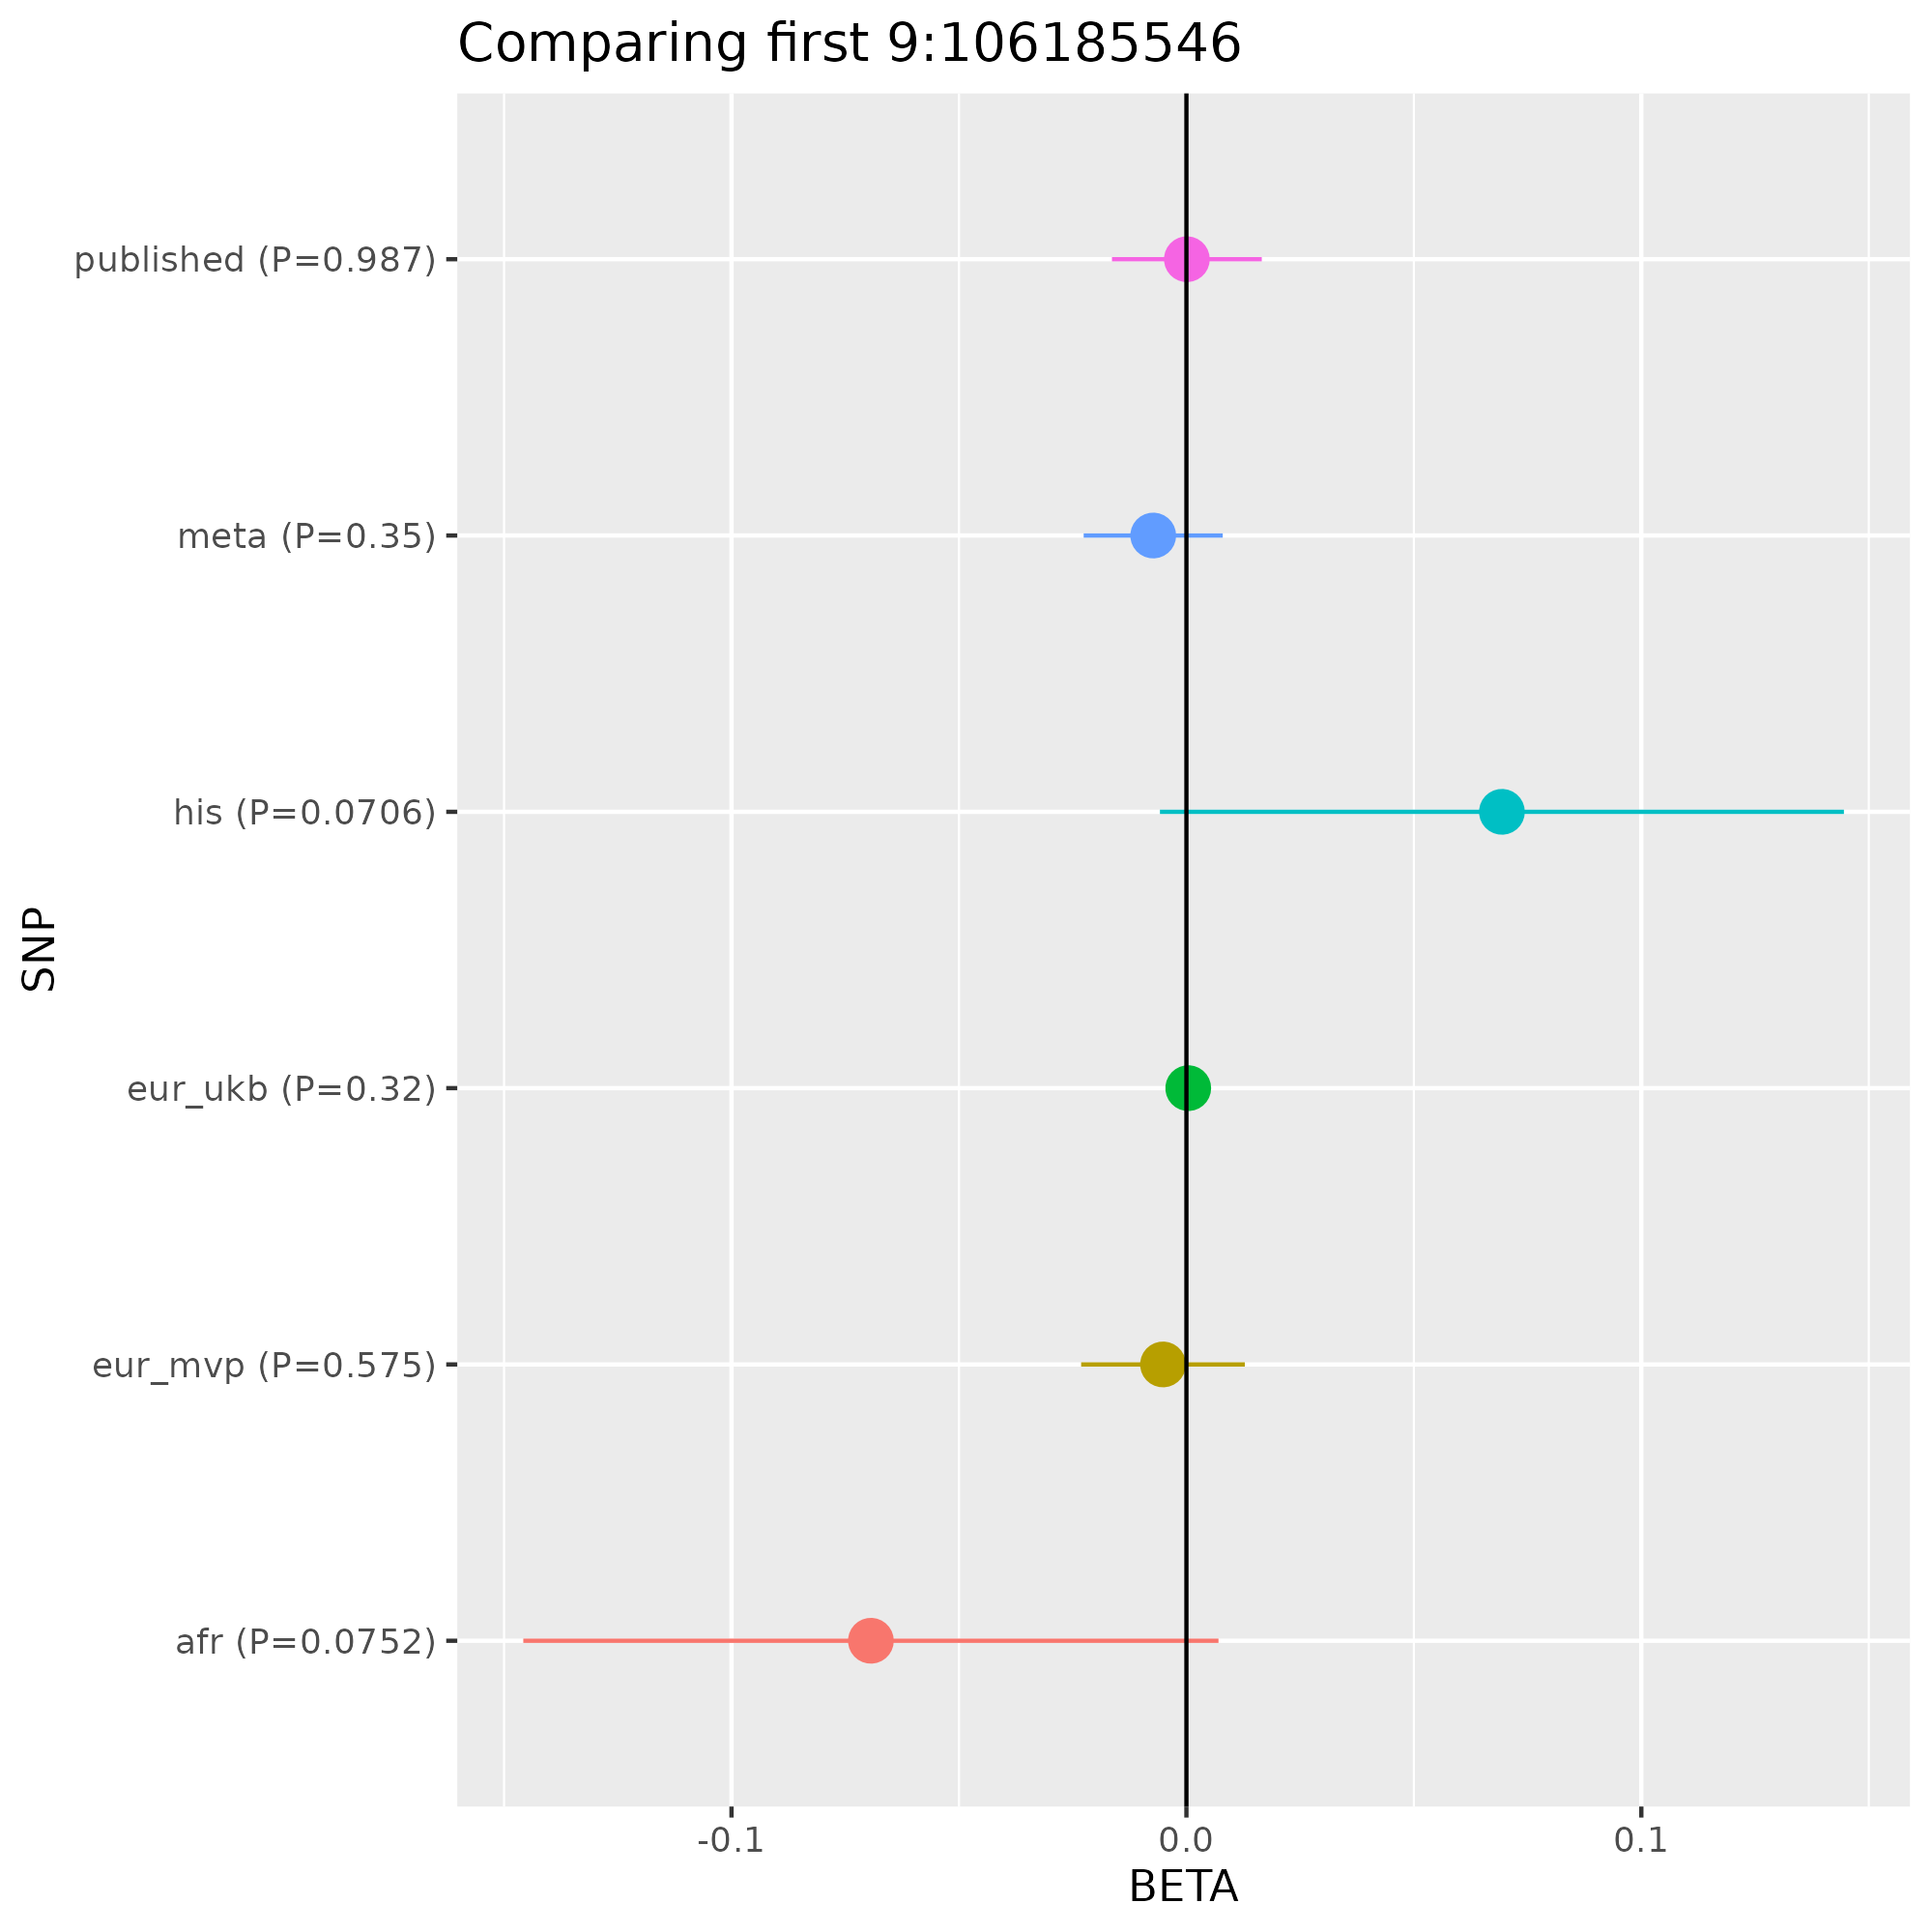 Comparing first 9:106185546
published (P=0.987)
meta (P=0.35)
his (P=0.0706)
SNP
eur_ukb (P=0.32)
eur_mvp (P=0.575)
afr (P=0.0752)
-0.1
0.0
0.1
BETA